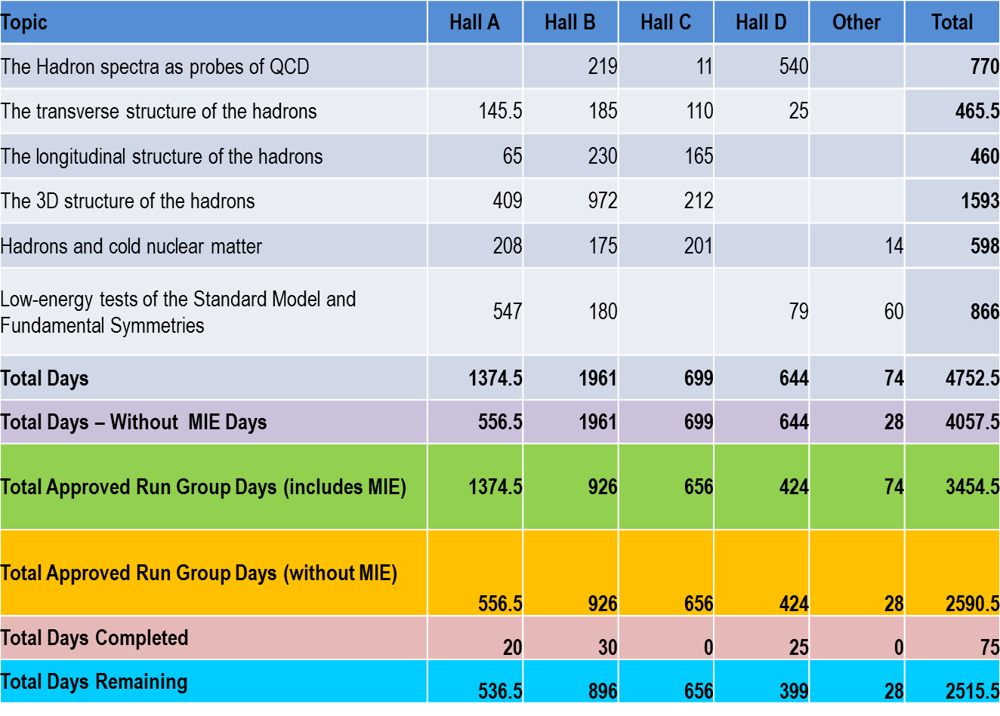 Topic Hall A Hall B Hall C Hall D Other Total
The Hadron spectra as probes of QCD 219 11 540 770
The transverse structure of the hadrons 145.5 185 110 25 465.5
The longitudinal structure of the hadrons 65 230 165 460
The 3D structure of the hadrons 409 972 212 1593
Hadrons and cold nuclear matter 208 175 201 14 598
Low-energy tests of the Standard Model and
Fundamental Symmetries 547 180 79 60 866
Total Days 1374.5 1961 699 644 74 4752.5
Total Days – Without MIE Days 556.5 1961 699 644 28 4057.5
Total Approved Run Group Days (includes MIE) 1374.5 926 656 424 74 3454.5
Total Approved Run Group Days (without MIE) 556.5 926 656 424 28 2590.5
Total Days Completed 20 30 0 25 0 75
Total Days Remaining 536.5 896 656 399 28 2515.5